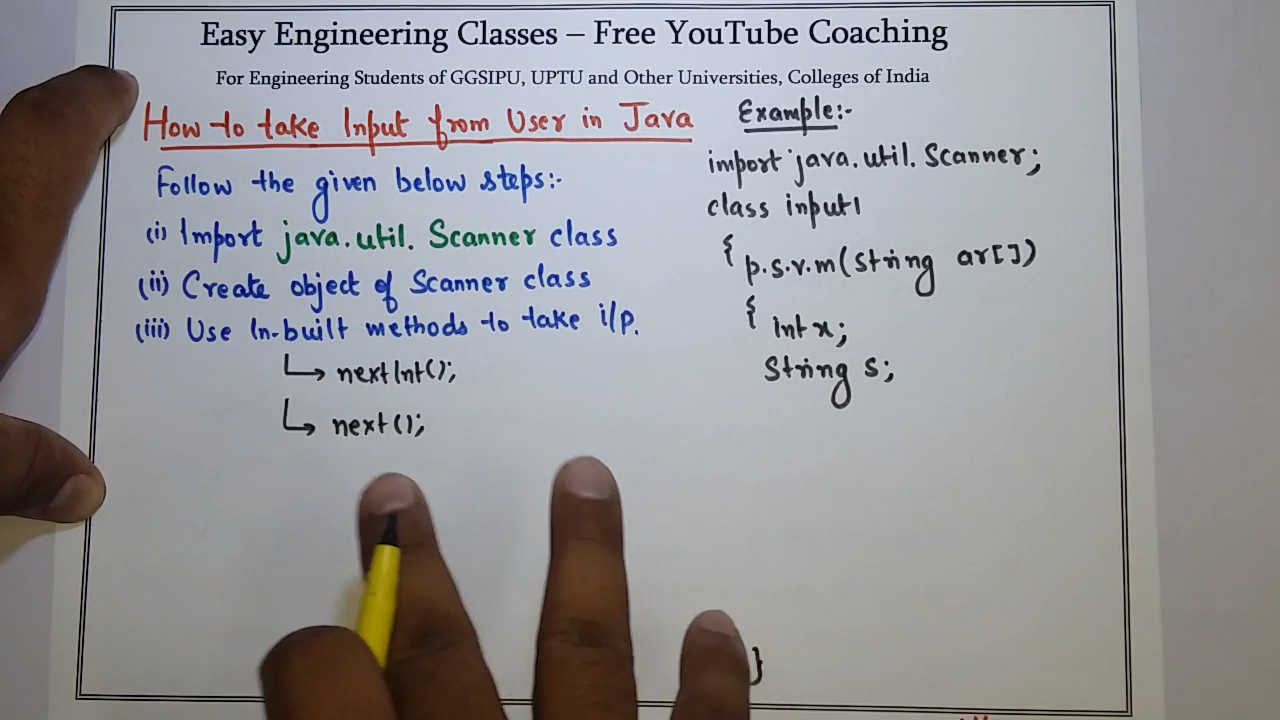 Easy Engineering Classes – Free YouTube Coaching
For Engineering Students of GGSIPU, UPTU and Other Universities, Colleges of India
How to take Input from User in Java
Follow the given below steps:-
(i) Import java.util. Scanner class
(ii) Create object of Scanner class
(iii) Use In-built methods to take i/p.
↳ nextInt();
↳ next();
Example:-
import java.util. Scanner;
class input1
{ p.s.v.m(String ar[])
{ int x;
String s;
}